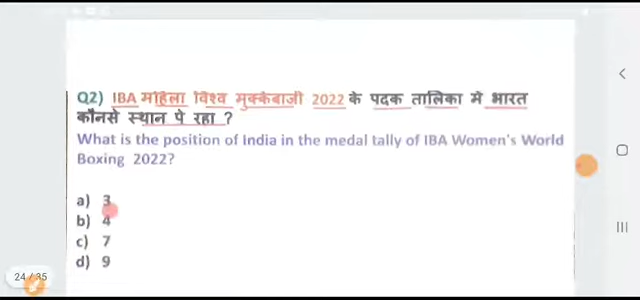 Q2) IBA महिला विश्व मुक्केबाज़ी 2022 के पदक तालिका में भारत
कौनसे स्थान पे रहा ?
What is the position of India in the medal tally of IBA Women's World
Boxing 2022?
a) 3
b) 4
c) 7
d) 9
24 / 35